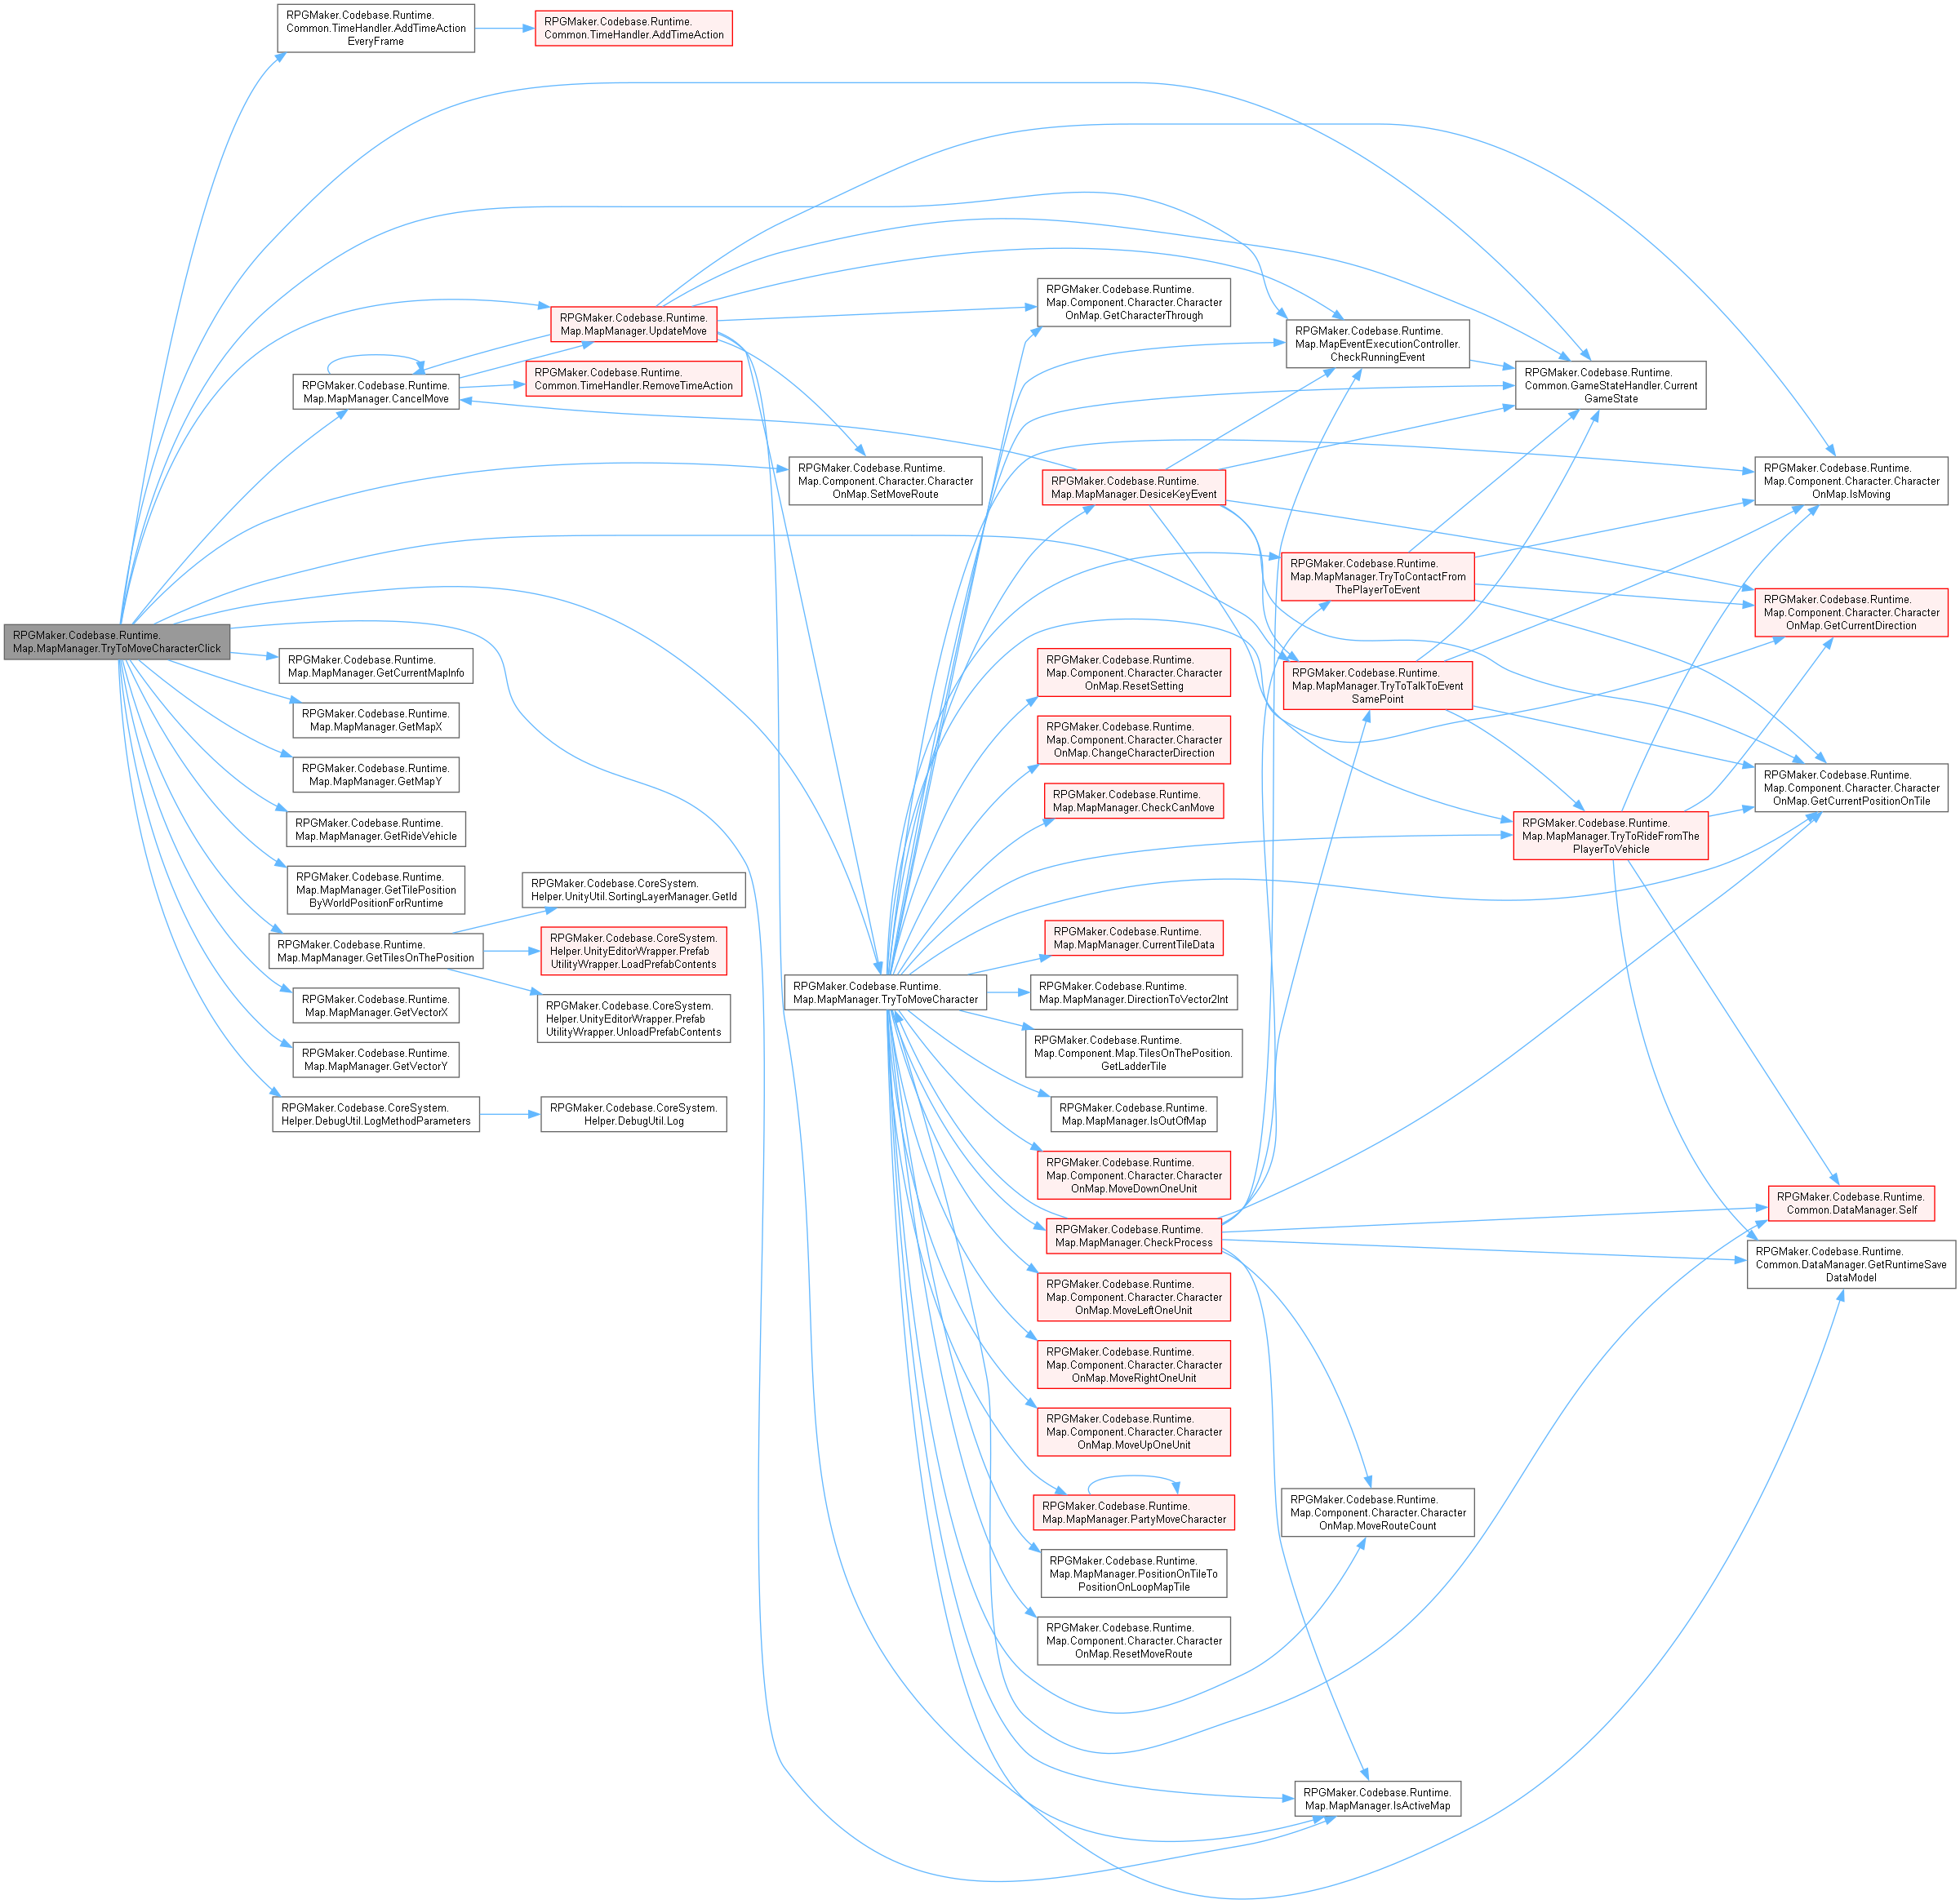 RPGMaker.Codebase.Runtime.
Common.TimeHandler.AddTimeAction
EveryFrame
RPGMaker.Codebase.Runtime.
Common.TimeHandler.AddTimeAction
RPGMaker.Codebase.Runtime.
Map.MapManager.UpdateMove
RPGMaker.Codebase.Runtime.
Common.TimeHandler.RemoveTimeAction
RPGMaker.Codebase.Runtime.
Map.MapManager.CancelMove
RPGMaker.Codebase.Runtime.
Map.Component.Character.Character
OnMap.GetCharacterThrough
RPGMaker.Codebase.Runtime.
Map.MapEventExecutionController.
CheckRunningEvent
RPGMaker.Codebase.Runtime.
Common.GameStateHandler.Current
GameState
RPGMaker.Codebase.Runtime.
Map.Component.Character.Character
OnMap.SetMoveRoute
RPGMaker.Codebase.Runtime.
Map.MapManager.DesiceKeyEvent
RPGMaker.Codebase.Runtime.
Map.Component.Character.Character
OnMap.IsMoving
RPGMaker.Codebase.Runtime.
Map.MapManager.TryToContactFrom
ThePlayerToEvent
RPGMaker.Codebase.Runtime.
Map.Component.Character.Character
OnMap.GetCurrentDirection
RPGMaker.Codebase.Runtime.
Map.MapManager.TryToMoveCharacterClick
RPGMaker.Codebase.Runtime.
Map.MapManager.GetCurrentMapInfo
RPGMaker.Codebase.Runtime.
Map.Component.Character.Character
OnMap.ResetSetting
RPGMaker.Codebase.Runtime.
Map.MapManager.TryToTalkToEvent
SamePoint
RPGMaker.Codebase.Runtime.
Map.MapManager.GetMapX
RPGMaker.Codebase.Runtime.
Map.Component.Character.Character
OnMap.ChangeCharacterDirection
RPGMaker.Codebase.Runtime.
Map.MapManager.GetMapY
RPGMaker.Codebase.Runtime.
Map.MapManager.CheckCanMove
RPGMaker.Codebase.Runtime.
Map.Component.Character.Character
OnMap.GetCurrentPositionOnTile
RPGMaker.Codebase.Runtime.
Map.MapManager.GetRideVehicle
RPGMaker.Codebase.Runtime.
Map.MapManager.TryToRideFromThe
PlayerToVehicle
RPGMaker.Codebase.Runtime.
Map.MapManager.GetTilePosition
ByWorldPositionForRuntime
RPGMaker.Codebase.CoreSystem.
Helper.UnityUtil.SortingLayerManager.GetId
RPGMaker.Codebase.Runtime.
Map.MapManager.GetTilesOnThePosition
RPGMaker.Codebase.CoreSystem.
Helper.UnityEditorWrapper.Prefab
UtilityWrapper.LoadPrefabContents
RPGMaker.Codebase.Runtime.
Map.MapManager.CurrentTileData
RPGMaker.Codebase.Runtime.
Map.MapManager.GetVectorX
RPGMaker.Codebase.CoreSystem.
Helper.UnityEditorWrapper.Prefab
UtilityWrapper.UnloadPrefabContents
RPGMaker.Codebase.Runtime.
Map.MapManager.TryToMoveCharacter
RPGMaker.Codebase.Runtime.
Map.MapManager.DirectionToVector2Int
RPGMaker.Codebase.Runtime.
Map.MapManager.GetVectorY
RPGMaker.Codebase.Runtime.
Map.Component.Map.TilesOnThePosition.
GetLadderTile
RPGMaker.Codebase.CoreSystem.
Helper.DebugUtil.LogMethodParameters
RPGMaker.Codebase.CoreSystem.
Helper.DebugUtil.Log
RPGMaker.Codebase.Runtime.
Map.MapManager.IsOutOfMap
RPGMaker.Codebase.Runtime.
Map.Component.Character.Character
OnMap.MoveDownOneUnit
RPGMaker.Codebase.Runtime.
Common.DataManager.Self
RPGMaker.Codebase.Runtime.
Map.MapManager.CheckProcess
RPGMaker.Codebase.Runtime.
Common.DataManager.GetRuntimeSave
DataModel
RPGMaker.Codebase.Runtime.
Map.Component.Character.Character
OnMap.MoveLeftOneUnit
RPGMaker.Codebase.Runtime.
Map.Component.Character.Character
OnMap.MoveRightOneUnit
RPGMaker.Codebase.Runtime.
Map.Component.Character.Character
OnMap.MoveUpOneUnit
RPGMaker.Codebase.Runtime.
Map.MapManager.PartyMoveCharacter
RPGMaker.Codebase.Runtime.
Map.Component.Character.Character
OnMap.MoveRouteCount
RPGMaker.Codebase.Runtime.
Map.MapManager.PositionOnTileTo
PositionOnLoopMapTile
RPGMaker.Codebase.Runtime.
Map.Component.Character.Character
OnMap.ResetMoveRoute
RPGMaker.Codebase.Runtime.
Map.MapManager.IsActiveMap